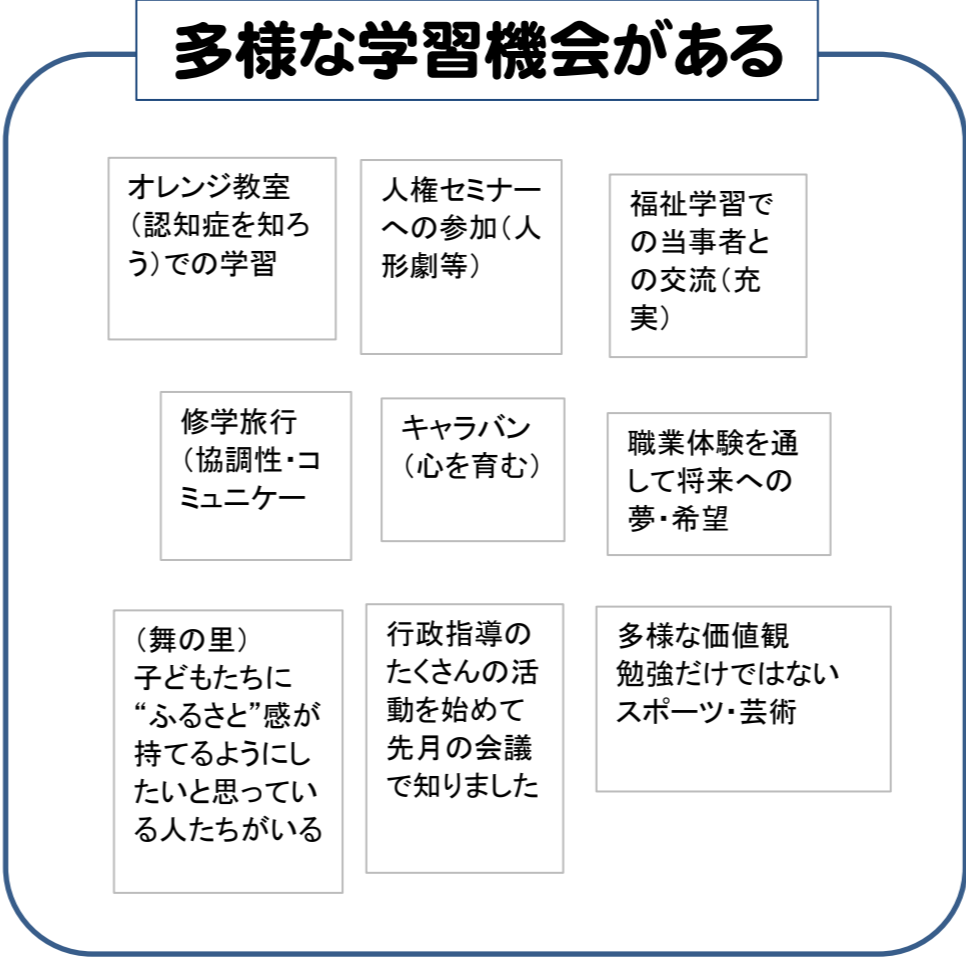 多様な学習機会がある
オレンジ教室
（認知症を知ろ
う）での学習
人権セミナー
への参加（人
形劇等）
福祉学習で
の当事者と
の交流（充
実）
修学旅行
（協調性・コ
ミュニケー
キャラバン
（心を育む）
職業体験を通
して将来への
夢・希望
（舞の里）
子どもたちに
“ふるさと”感が
持てるようにし
たいと思ってい
る人たちがいる
行政指導の
たくさんの活
動を始めて
先月の会議
で知りました
多様な価値観
勉強だけではない
スポーツ・芸術